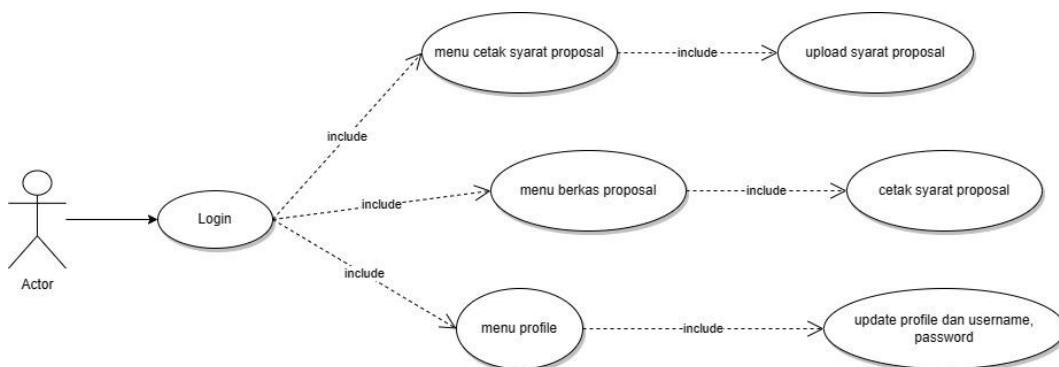 menu cetak syarat proposal
include
upload syarat proposal
include
menu berkas proposal
include
cetak syarat proposal
include
Login
Actor
include
menu profile
include
update profile dan username,
password